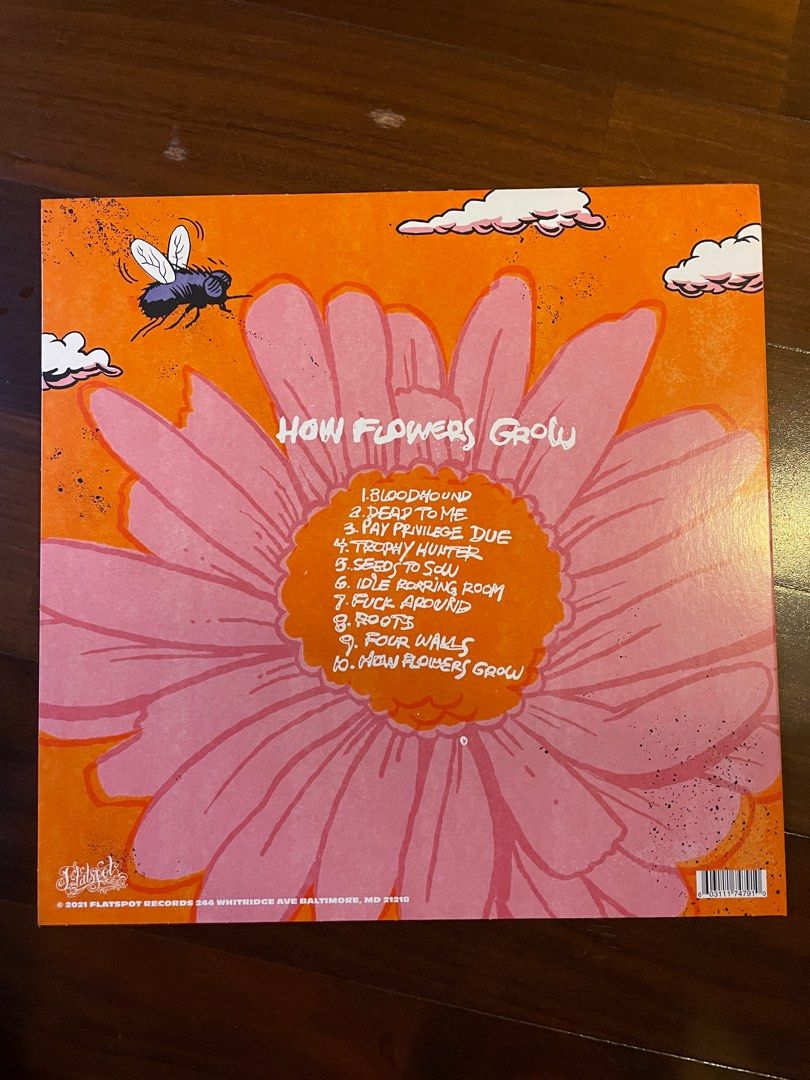 HOW FLOWERS GROW
1. BLOODHOUND
2. DEAD TO ME
3. PAY PRIVILEGE DUE
4. TROPHY HUNTER
5. SEEDS TO SOW
6. IDLE ROARING ROOM
7. FUCK AROUND
8. ROOTS
9. FOUR WALLS
10. HOW FLOWERS GROW
Flatspot
© 2021 FLATSPOT RECORDS 244 WHITRIDGE AVE BALTIMORE, MD 21218
03111 74791